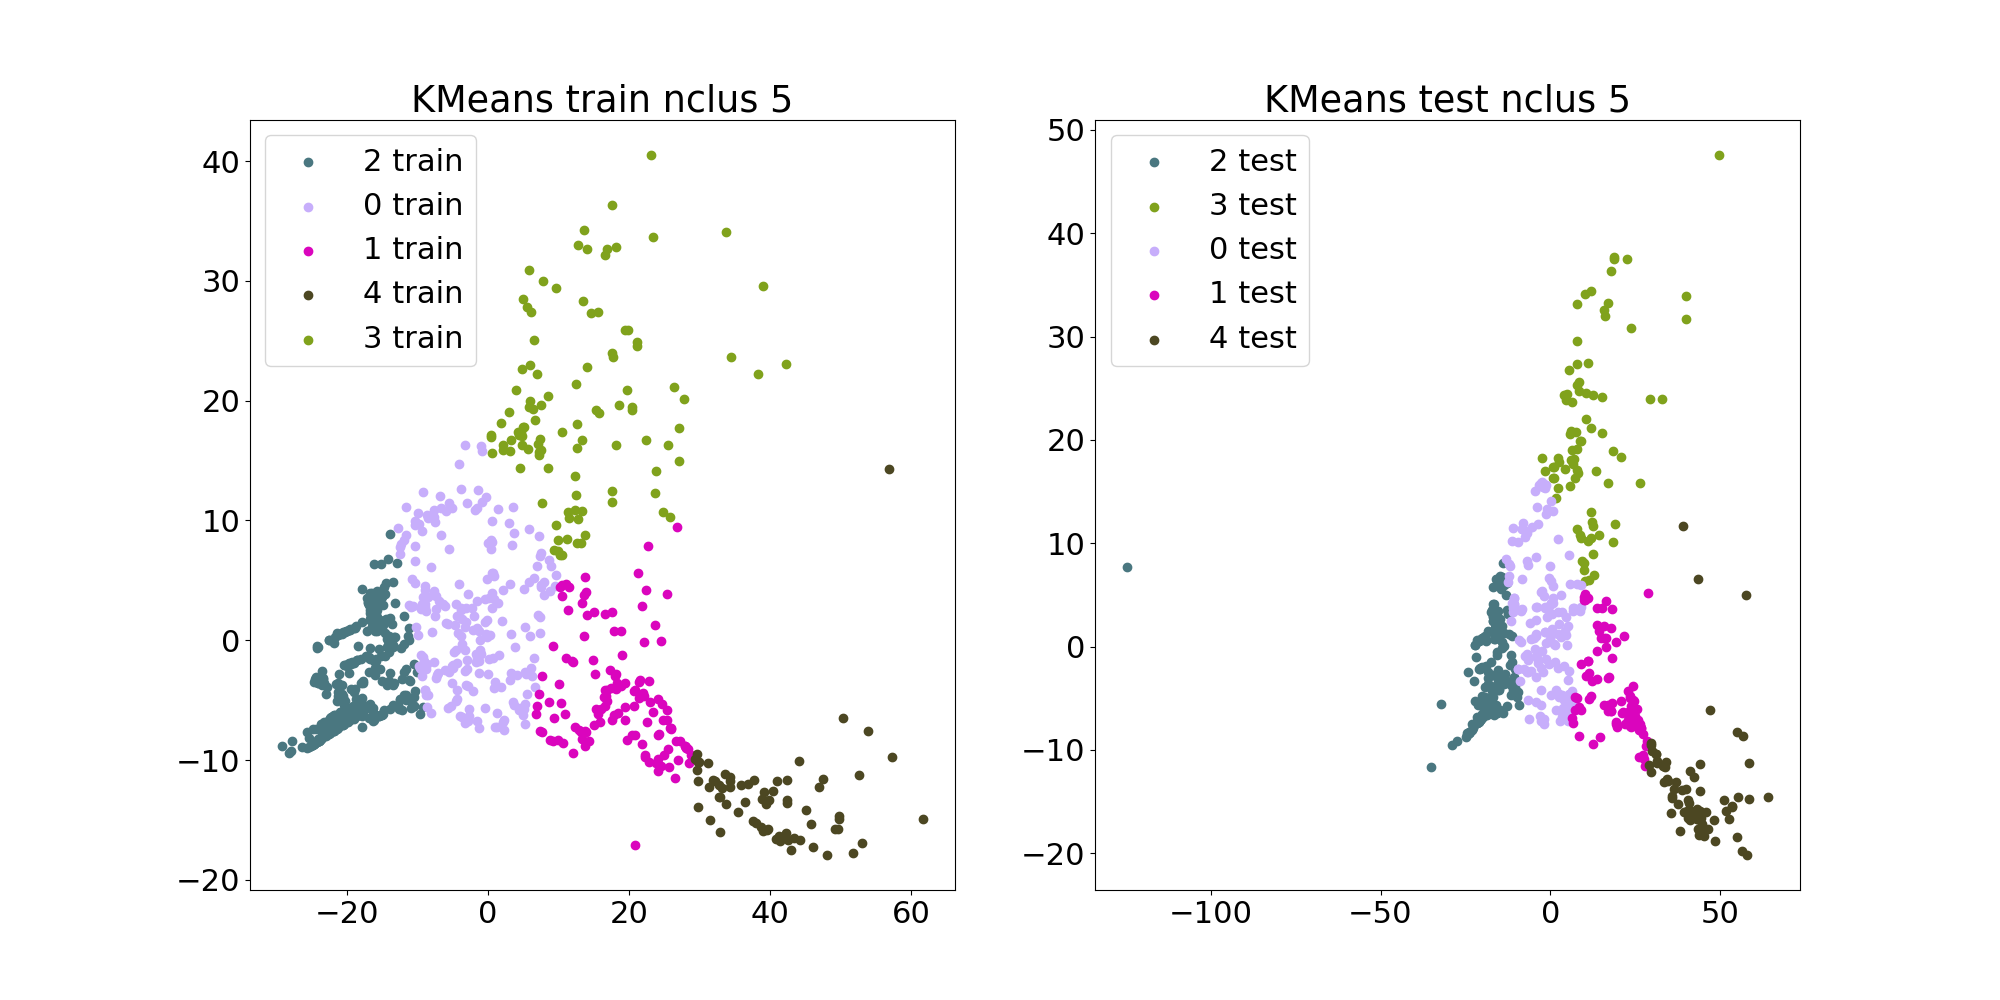 KMeans train nclus 5
2 train
0 train
1 train
4 train
3 train
40
30
20
10
0
−10
−20
−20 0 20 40 60
KMeans test nclus 5
2 test
3 test
0 test
1 test
4 test
50
40
30
20
10
0
−10
−20
−100 −50 0 50